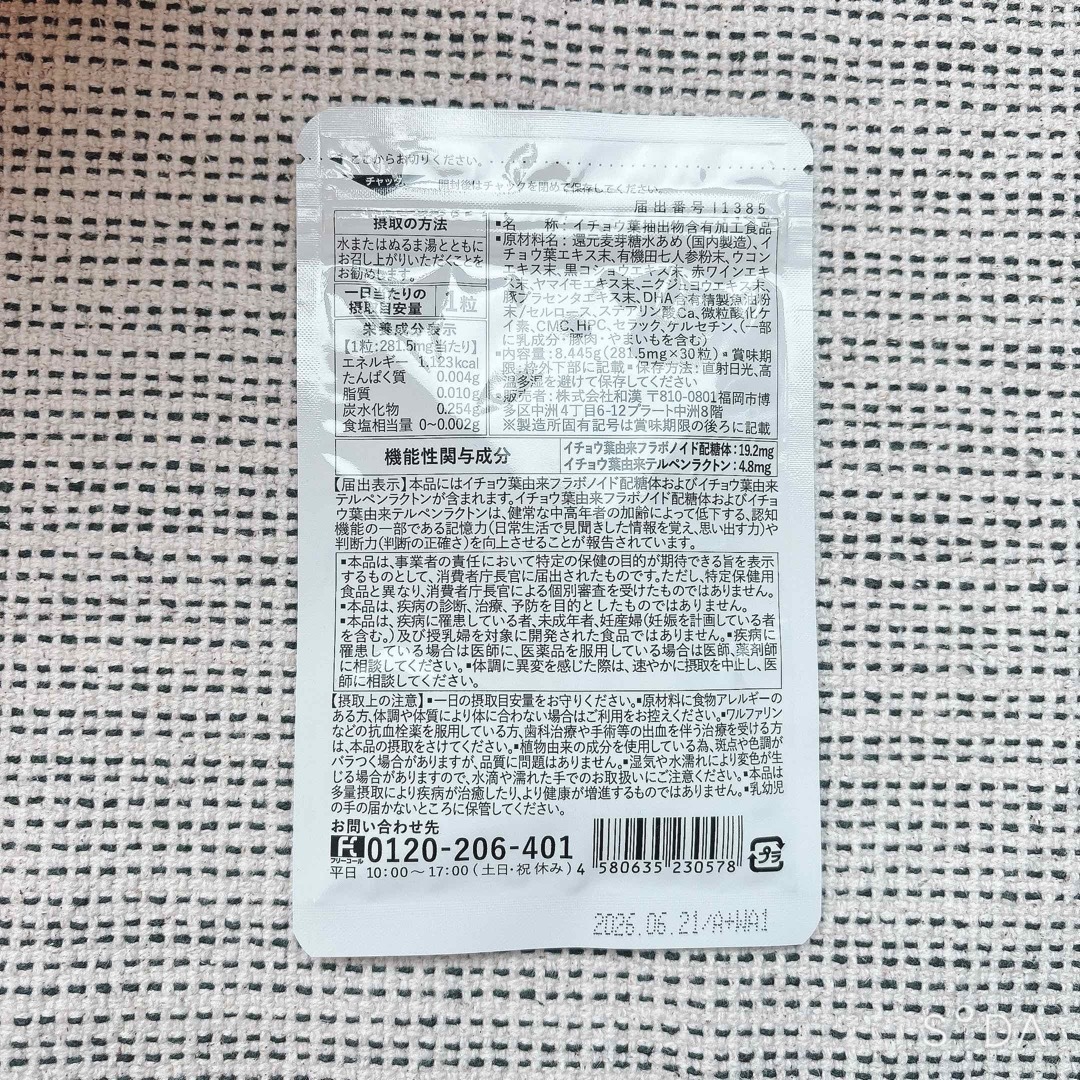 ここからお切りください。
チャック
開封後はチャックを閉めて保存してください。
届出番号 I1385
摂取の方法
水またはぬるま湯とともに
お召し上がりいただくことを
お勧めします。
一日当たりの
摂取目安量
1粒
栄養成分表示
【1粒:281.5mg当たり】
エネルギー 1.123kcal
たんぱく質 0.004g
脂質 0.010g
炭水化物 0.254g
食塩相当量 0~0.002g
▪名 称:イチョウ葉抽出物含有加工食品
▪原材料名:還元麦芽糖水あめ(国内製造)、イ
チョウ葉エキス末、有機田七人参粉末、ウコン
エキス末、黒コショウエキス末、赤ワインエキ
ス末、ヤマイモエキス末、ニクジュヨウエキス末、
豚プラセンタエキス末、DHA含有精製魚油粉
末/セルロース、ステアリン酸Ca、微粒酸化ケ
イ素、CMC、HPC、セラック、ケルセチン、(一部
に乳成分・豚肉・やまいもを含む)
▪内容量:8.445g(281.5mg×30粒)▪賞味期
限:枠外下部に記載▪保存方法:直射日光、高
温多湿を避けて保存してください
▪販売者:株式会社和漢 〒810-0801福岡市博
多区中洲4丁目6-12プラート中洲8階
※製造所固有記号は賞味期限の後ろに記載
機能性関与成分
イチョウ葉由来フラボノイド配糖体:19.2mg
イチョウ葉由来テルペンラクトン:4.8mg
【届出表示】本品にはイチョウ葉由来フラボノイド配糖体およびイチョウ葉由来
テルペンラクトンが含まれます。イチョウ葉由来フラボノイド配糖体およびイチョ
ウ葉由来テルペンラクトンは、健常な中高年者の加齢によって低下する、認知
機能の一部である記憶力(日常生活で見聞きした情報を覚え、思い出す力)や
判断力(判断の正確さ)を向上させることが報告されています。
▪本品は、事業者の責任において特定の保健の目的が期待できる旨を表示
するものとして、消費者庁長官に届出されたものです。ただし、特定保健用
食品と異なり、消費者庁長官による個別審査を受けたものではありません。
▪本品は、疾病の診断、治療、予防を目的としたものではありません。
▪本品は、疾病に罹患している者、未成年者、妊産婦(妊娠を計画している者
を含む。)及び授乳婦を対象に開発された食品ではありません。▪疾病に
罹患している場合は医師に、医薬品を服用している場合は医師、薬剤師
に相談してください。▪体調に異変を感じた際は、速やかに摂取を中止し、医
師に相談してください。
【摂取上の注意】▪一日の摂取目安量をお守りください。▪原材料に食物アレルギーの
ある方、体調や体質により体に合わない場合はご利用をお控えください。▪ワルファリン
などの抗血栓薬を服用している方、歯科治療や手術等の出血を伴う治療を受ける方
は、本品の摂取をさけてください。▪植物由来の成分を使用している為、斑点や色調が
バラつく場合がありますが、品質に問題はありません。▪湿気や水濡れにより変色が生
じる場合がありますので、水滴や濡れた手でのお取扱いにご注意ください。▪本品は
多量摂取により疾病が治癒したり、より健康が増進するものではありません。▪乳幼児
の手の届かないところに保管してください。
お問い合わせ先
フリーコール 0120-206-401
平日 10:00~17:00(土日・祝 休み)
4 580635 230578
プラ
2026.06.21/A+WA1
SODA